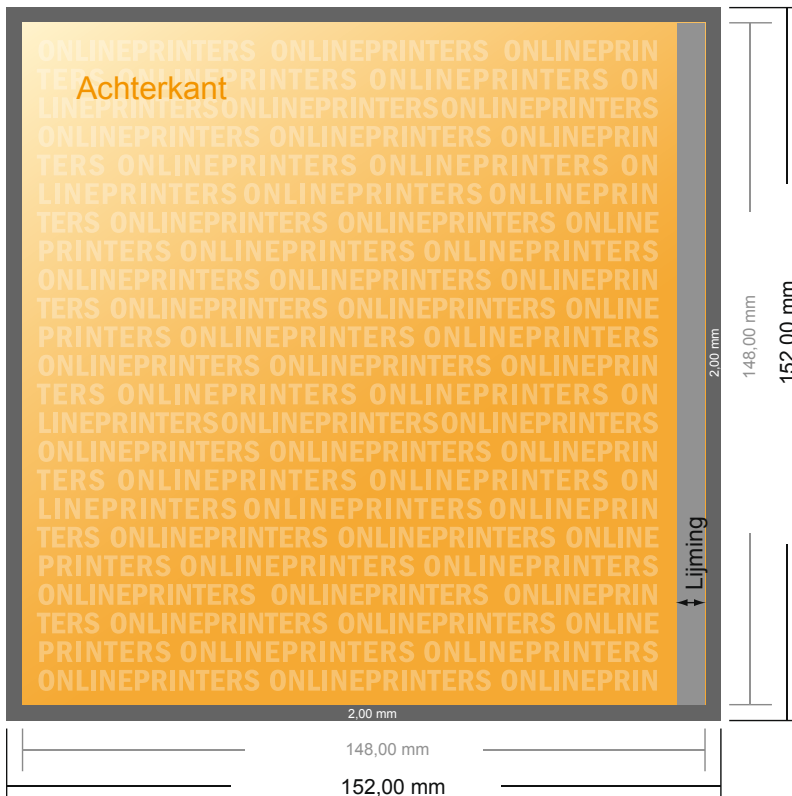 ONLINEPRINTERS ONLINEPRINTERS ONLINEPRIN
TERS ONLINEPRINTERS ONLINEPRINTERS ON
Achterkant
LINEPRINTERSONLINEPRINTERSONLINEPRINTERS
ONLINEPRINTERS ONLINEPRINTERS ONLINEPRIN
TERS ONLINEPRINTERS ONLINEPRINTERS ON
LINEPRINTERS ONLINEPRINTERS ONLINEPRIN
TERS ONLINEPRINTERS ONLINEPRINTERS ONLINE
PRINTERS ONLINEPRINTERS ONLINEPRINTERS
ONLINEPRINTERS ONLINEPRINTERS ONLINEPRIN
TERS ONLINEPRINTERS ONLINEPRINTERS ONLINE
PRINTERS ONLINEPRINTERS ONLINEPRINTERS
ONLINEPRINTERS ONLINEPRINTERS ONLINEPRIN
TERS ONLINEPRINTERS ONLINEPRINTERS ON
LINEPRINTERSONLINEPRINTERSONLINEPRINTERS
ONLINEPRINTERS ONLINEPRINTERS ONLINEPRIN
TERS ONLINEPRINTERS ONLINEPRINTERS ON
LINEPRINTERS ONLINEPRINTERS ONLINEPRIN
TERS ONLINEPRINTERS ONLINEPRINTERS ONLINE
PRINTERS ONLINEPRINTERS ONLINEPRINTERS
ONLINEPRINTERS ONLINEPRINTERS ONLINEPRIN
TERS ONLINEPRINTERS ONLINEPRINTERS ONLINE
PRINTERS ONLINEPRINTERS ONLINEPRINTERS
ONLINEPRINTERS ONLINEPRINTERS ONLINEPRIN
Lijming
2,00 mm
148,00 mm
152,00 mm
2,00 mm
148,00 mm
152,00 mm